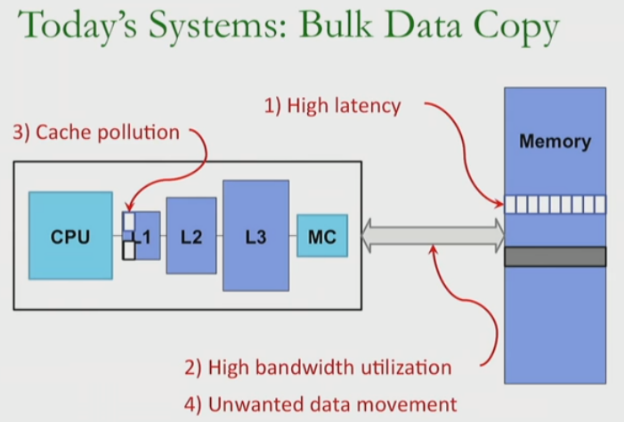 Today's Systems: Bulk Data Copy
1) High latency
3) Cache pollution
Memory
CPU
L1
L2
L3
MC
2) High bandwidth utilization
4) Unwanted data movement